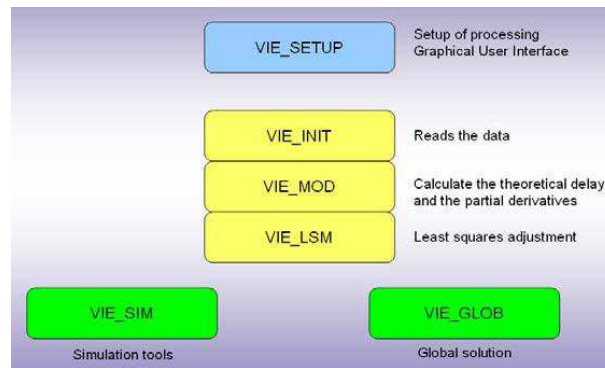 VIE_SETUP
Setup of processing
Graphical User Interface
VIE_INIT
Reads the data
VIE_MOD
Calculate the theoretical delay
and the partial derivatives
VIE_LSM
Least squares adjustment
VIE_SIM
VIE_GLOB
Simulation tools
Global solution